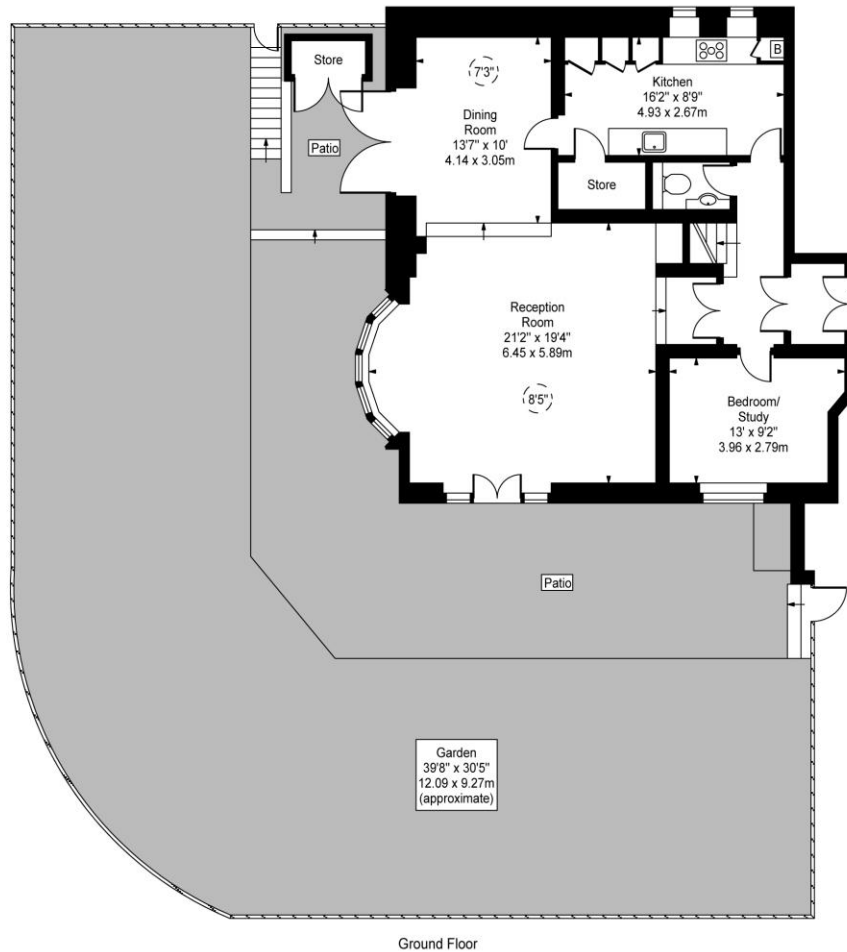 Store
7'3"
B
Kitchen
16'2" x 8'9"
4.93 x 2.67m
Dining
Room
13'7" x 10'
4.14 x 3.05m
Patio
Store
Reception
Room
21'2" x 19'4"
6.45 x 5.89m
8'5"
Bedroom/
Study
13' x 9'2"
3.96 x 2.79m
Patio
Garden
39'8" x 30'5"
12.09 x 9.27m
(approximate)
Ground Floor